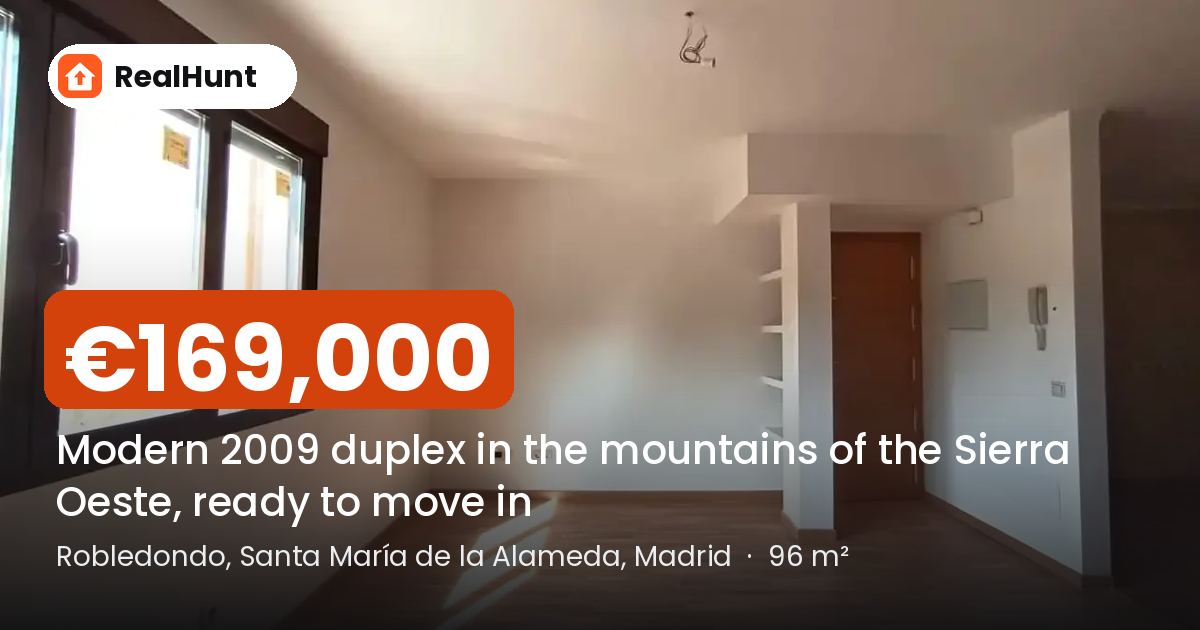 RealHunt
€169,000
Modern 2009 duplex in the mountains of the Sierra
Oeste, ready to move in
Robledondo, Santa María de la Alameda, Madrid · 96 m²